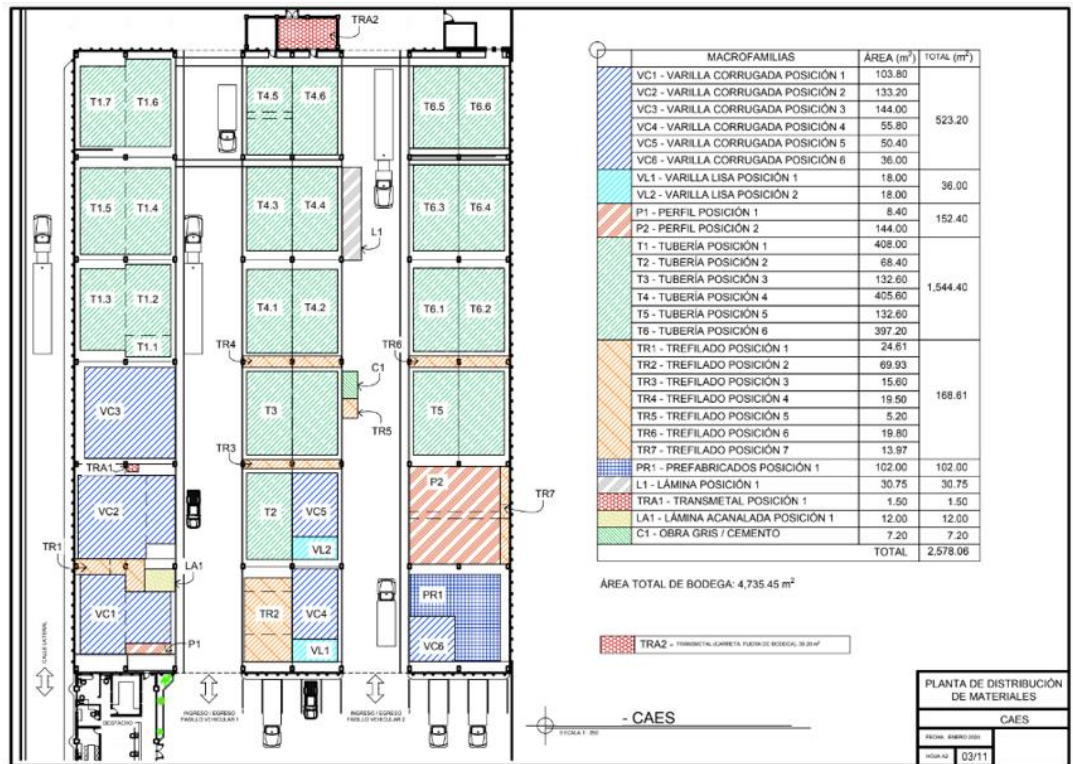 TRA2
T1.7
T1.6
T4.5
T4.6
T6.5
T6.6
T1.5
T1.4
T4.3
T4.4
L1
T6.3
T6.4
T1.3
T1.2
T1.1
T4.1
T4.2
T6.1
T6.2
TR4
TR6
C1
VC3
T3
TR5
T5
TR3
TRA1
VC2
T2
VC5
VL2
P2
TR7
TR1
LA1
VC1
P1
TR2
VC4
VL1
PR1
VC6
CALLE LATERAL
INGRESO / EGRESO
PASILLO VEHICULAR 1
INGRESO / EGRESO
PASILLO VEHICULAR 2
DESPACHO
MACROFAMILIAS ÁREA (m²) TOTAL (m²)
VC1 - VARILLA CORRUGADA POSICIÓN 1 103.80
VC2 - VARILLA CORRUGADA POSICIÓN 2 133.20
VC3 - VARILLA CORRUGADA POSICIÓN 3 144.00
523.20
VC4 - VARILLA CORRUGADA POSICIÓN 4 55.80
VC5 - VARILLA CORRUGADA POSICIÓN 5 50.40
VC6 - VARILLA CORRUGADA POSICIÓN 6 36.00
VL1 - VARILLA LISA POSICIÓN 1 18.00
36.00
VL2 - VARILLA LISA POSICIÓN 2 18.00
P1 - PERFIL POSICIÓN 1 8.40
152.40
P2 - PERFIL POSICIÓN 2 144.00
T1 - TUBERÍA POSICIÓN 1 408.00
T2 - TUBERÍA POSICIÓN 2 68.40
T3 - TUBERÍA POSICIÓN 3 132.60
1,544.40
T4 - TUBERÍA POSICIÓN 4 405.60
T5 - TUBERÍA POSICIÓN 5 132.60
T6 - TUBERÍA POSICIÓN 6 397.20
TR1 - TREFILADO POSICIÓN 1 24.61
TR2 - TREFILADO POSICIÓN 2 69.93
TR3 - TREFILADO POSICIÓN 3 15.60
TR4 - TREFILADO POSICIÓN 4 19.50 168.61
TR5 - TREFILADO POSICIÓN 5 5.20
TR6 - TREFILADO POSICIÓN 6 19.80
TR7 - TREFILADO POSICIÓN 7 13.97
PR1 - PREFABRICADOS POSICIÓN 1 102.00 102.00
L1 - LÁMINA POSICIÓN 1 30.75 30.75
TRA1 - TRANSMETAL POSICIÓN 1 1.50 1.50
LA1 - LÁMINA ACANALADA POSICIÓN 1 12.00 12.00
C1 - OBRA GRIS / CEMENTO 7.20 7.20
TOTAL 2,578.06
ÁREA TOTAL DE BODEGA: 4,735.45 m²
TRA2 - TRANSMETAL (CARRETA, FUERA DE BODEGA)
- CAES
ESCALA 1 : 350
PLANTA DE DISTRIBUCIÓN
DE MATERIALES
CAES
FECHA: ENERO
HOJA A2 03/11